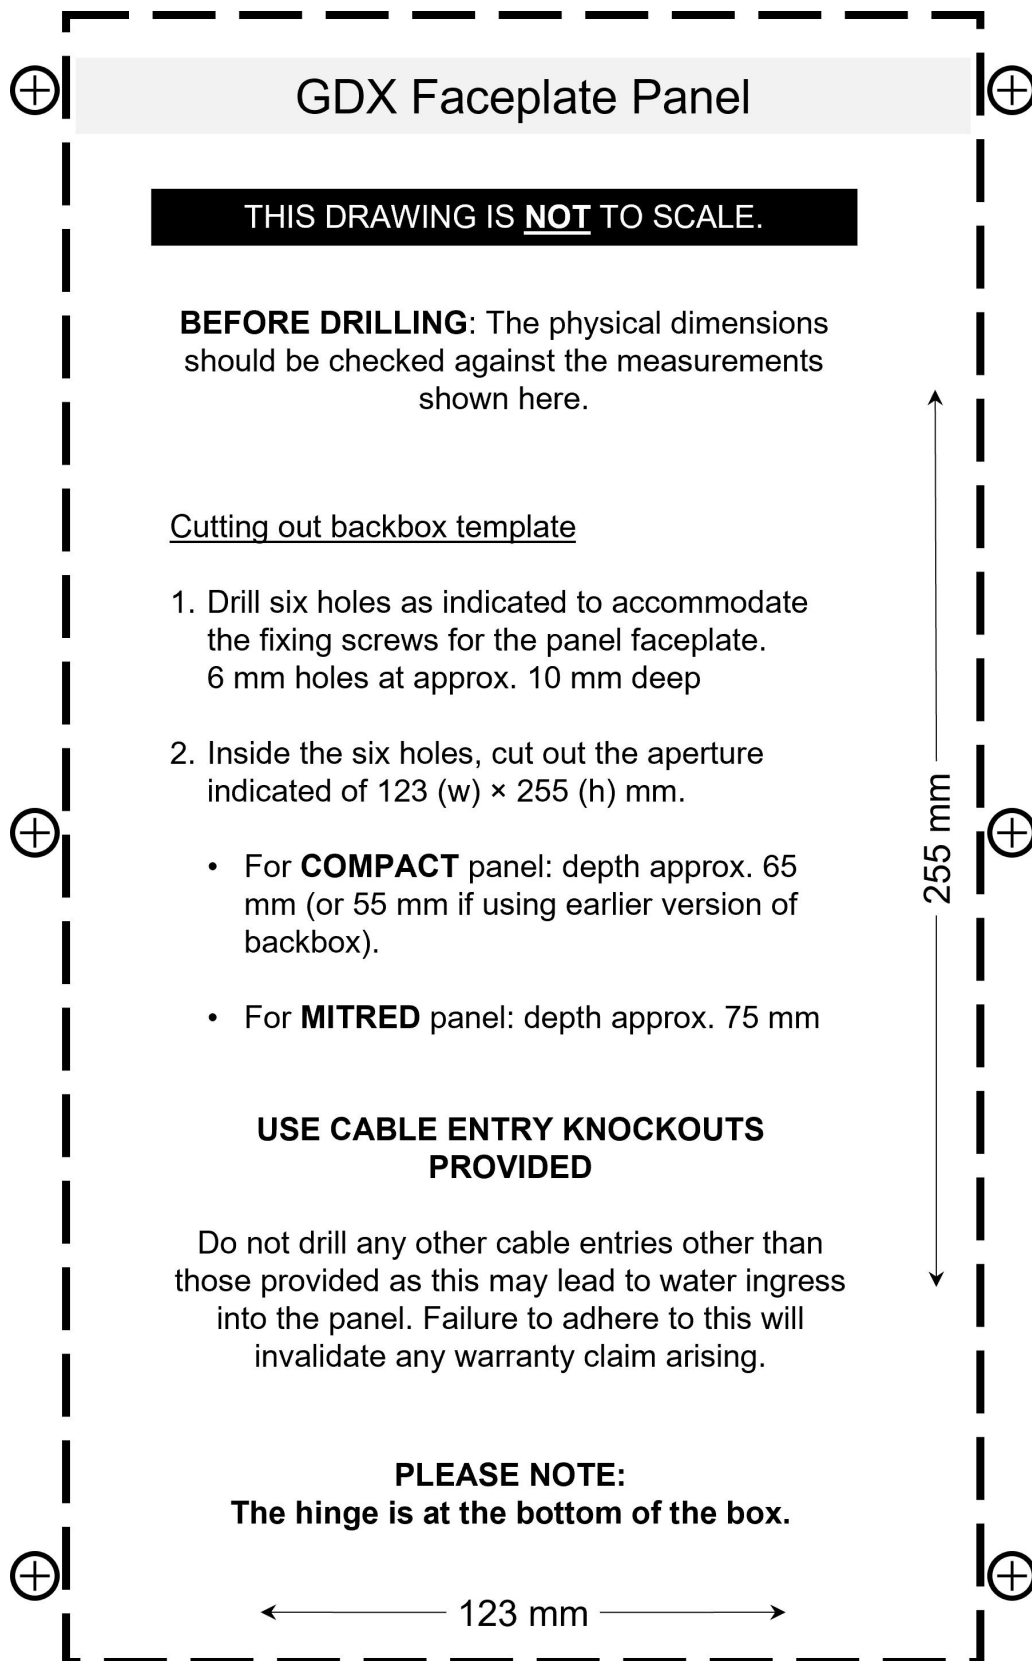 GDX Faceplate Panel
THIS DRAWING IS NOT TO SCALE.
BEFORE DRILLING: The physical dimensions
should be checked against the measurements
shown here.
Cutting out backbox template
1. Drill six holes as indicated to accommodate
the fixing screws for the panel faceplate.
6 mm holes at approx. 10 mm deep
2. Inside the six holes, cut out the aperture
indicated of 123 (w) × 255 (h) mm.
• For COMPACT panel: depth approx. 65
mm (or 55 mm if using earlier version of
backbox).
• For MITRED panel: depth approx. 75 mm
255 mm
USE CABLE ENTRY KNOCKOUTS
PROVIDED
Do not drill any other cable entries other than
those provided as this may lead to water ingress
into the panel. Failure to adhere to this will
invalidate any warranty claim arising.
PLEASE NOTE:
The hinge is at the bottom of the box.
123 mm